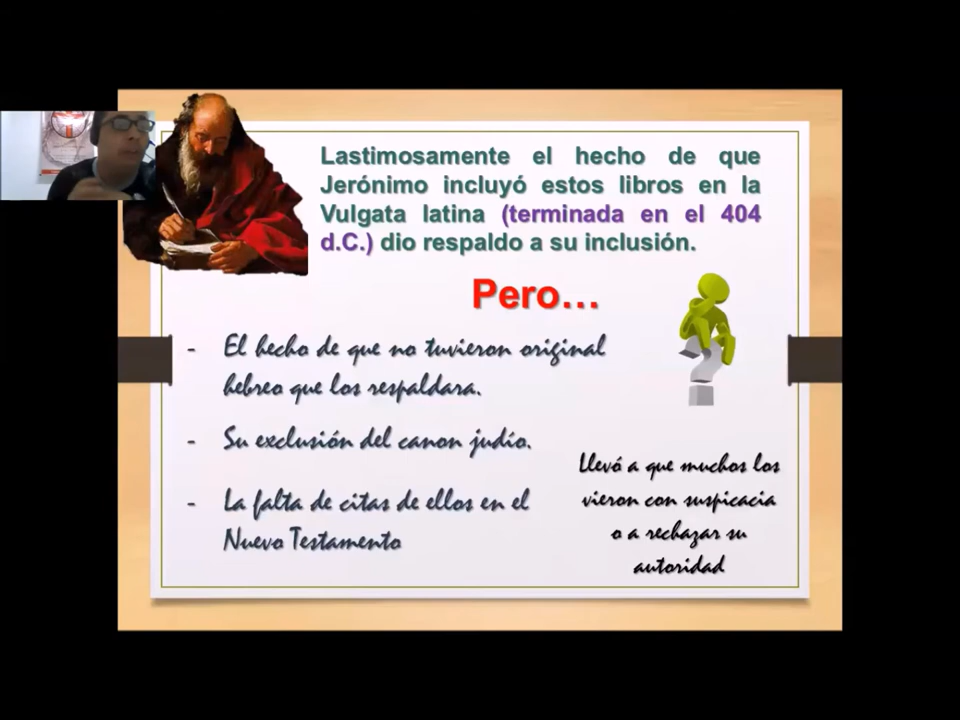 Lastimosamente el hecho de que
Jerónimo incluyó estos libros en la
Vulgata latina (terminada en el 404
d.C.) dio respaldo a su inclusión.
Pero...
- El hecho de que no tuvieron original
hebreo que los respaldara.
- Su exclusión del canon judío.
- La falta de citas de ellos en el
Nuevo Testamento
Llevó a que muchos los
vieron con suspicacia
o a rechazar su
autoridad